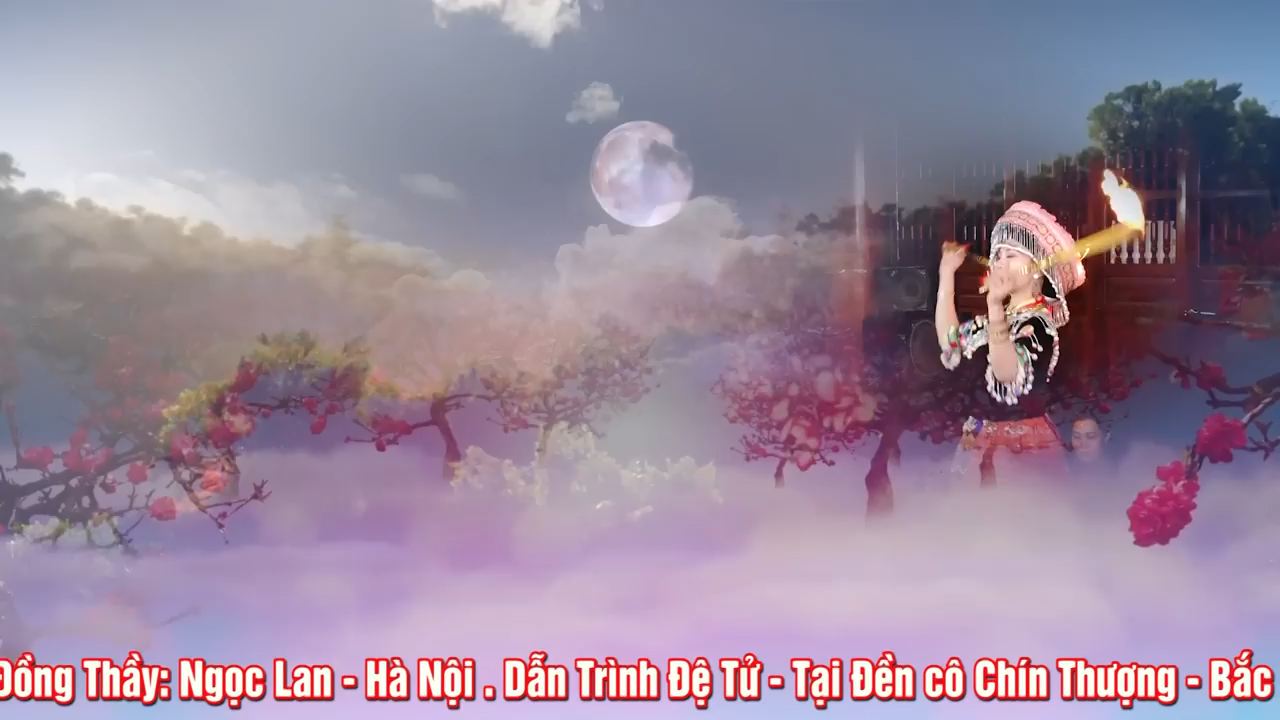 Đồng Thầy: Ngọc Lan - Hà Nội . Dẫn Trình Đệ Tử - Tại Đền cô Chín Thượng - Bắc